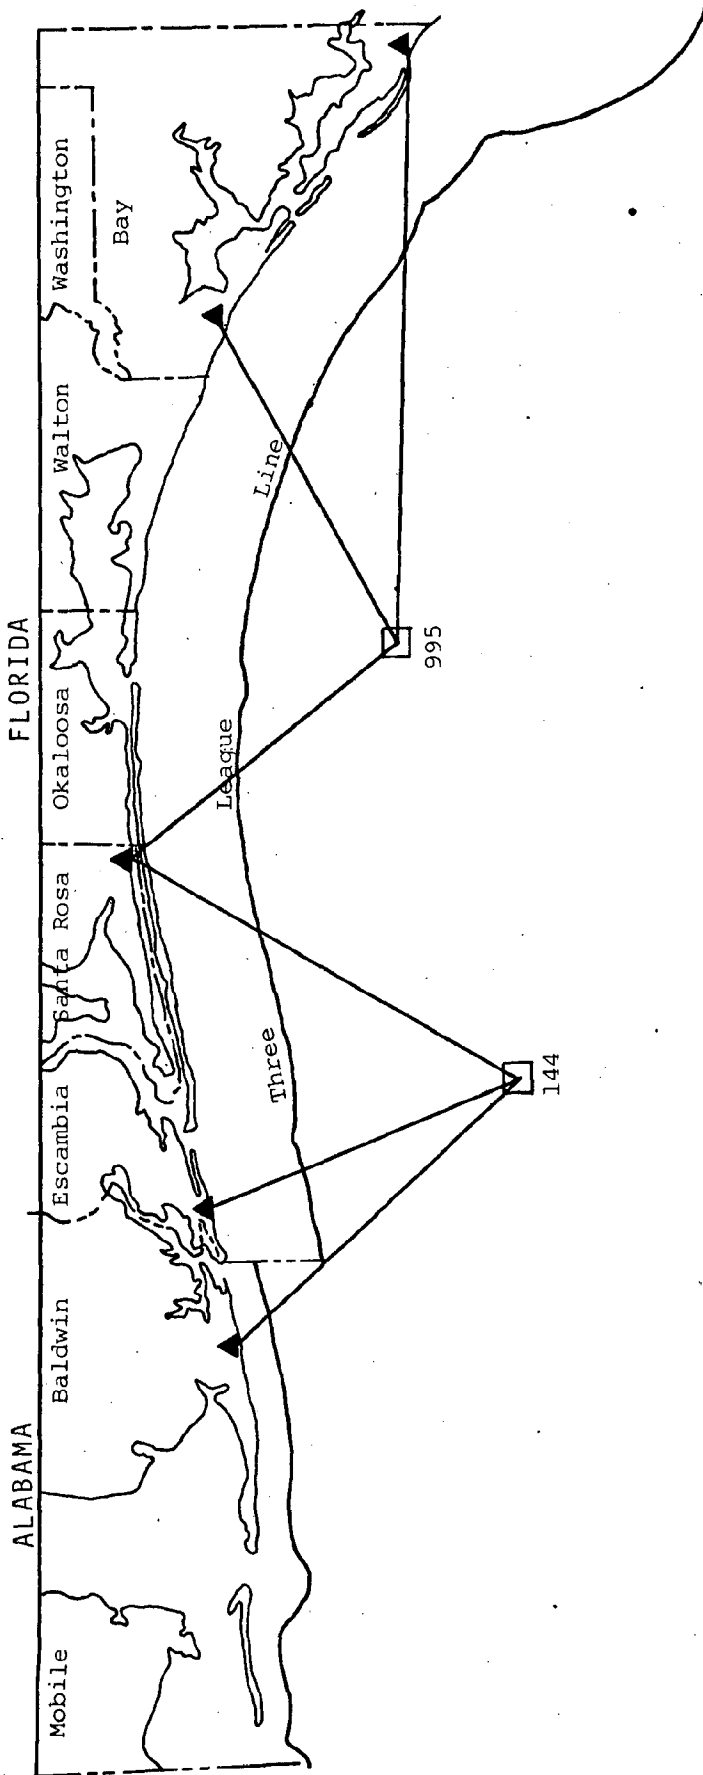 ALABAMA
FLORIDA
Mobile
Baldwin
Escambia
Santa Rosa
Okaloosa
Walton
Washington
Bay
Three
League
Line
144
995